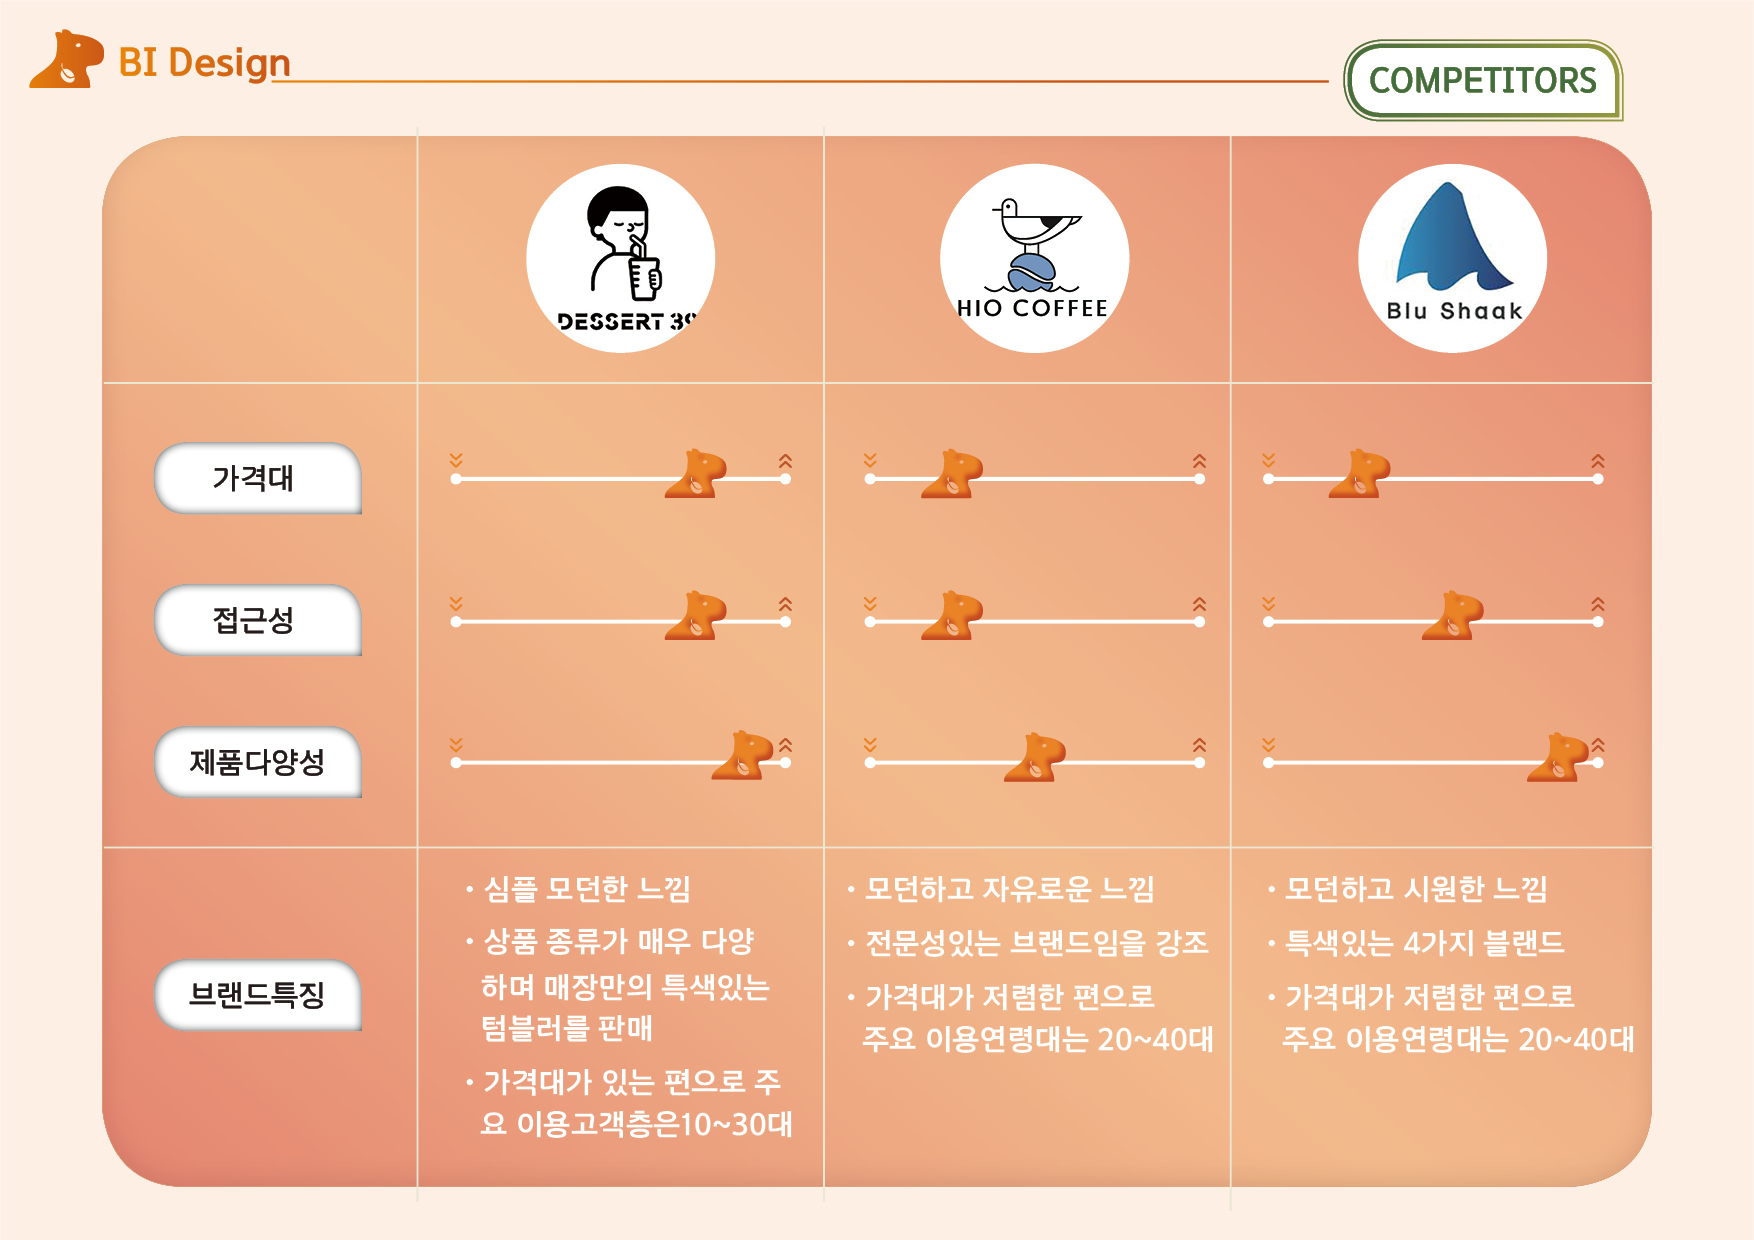 BI Design
COMPETITORS
DESSERT 39
HIO COFFEE
Blu Shaak
가격대
접근성
제품다양성
브랜드특징
· 심플 모던한 느낌
· 상품 종류가 매우 다양
하며 매장만의 특색있는
텀블러를 판매
· 가격대가 있는 편으로 주
요 이용고객층은10~30대
· 모던하고 자유로운 느낌
· 전문성있는 브랜드임을 강조
· 가격대가 저렴한 편으로
주요 이용연령대는 20~40대
· 모던하고 시원한 느낌
· 특색있는 4가지 블랜드
· 가격대가 저렴한 편으로
주요 이용연령대는 20~40대